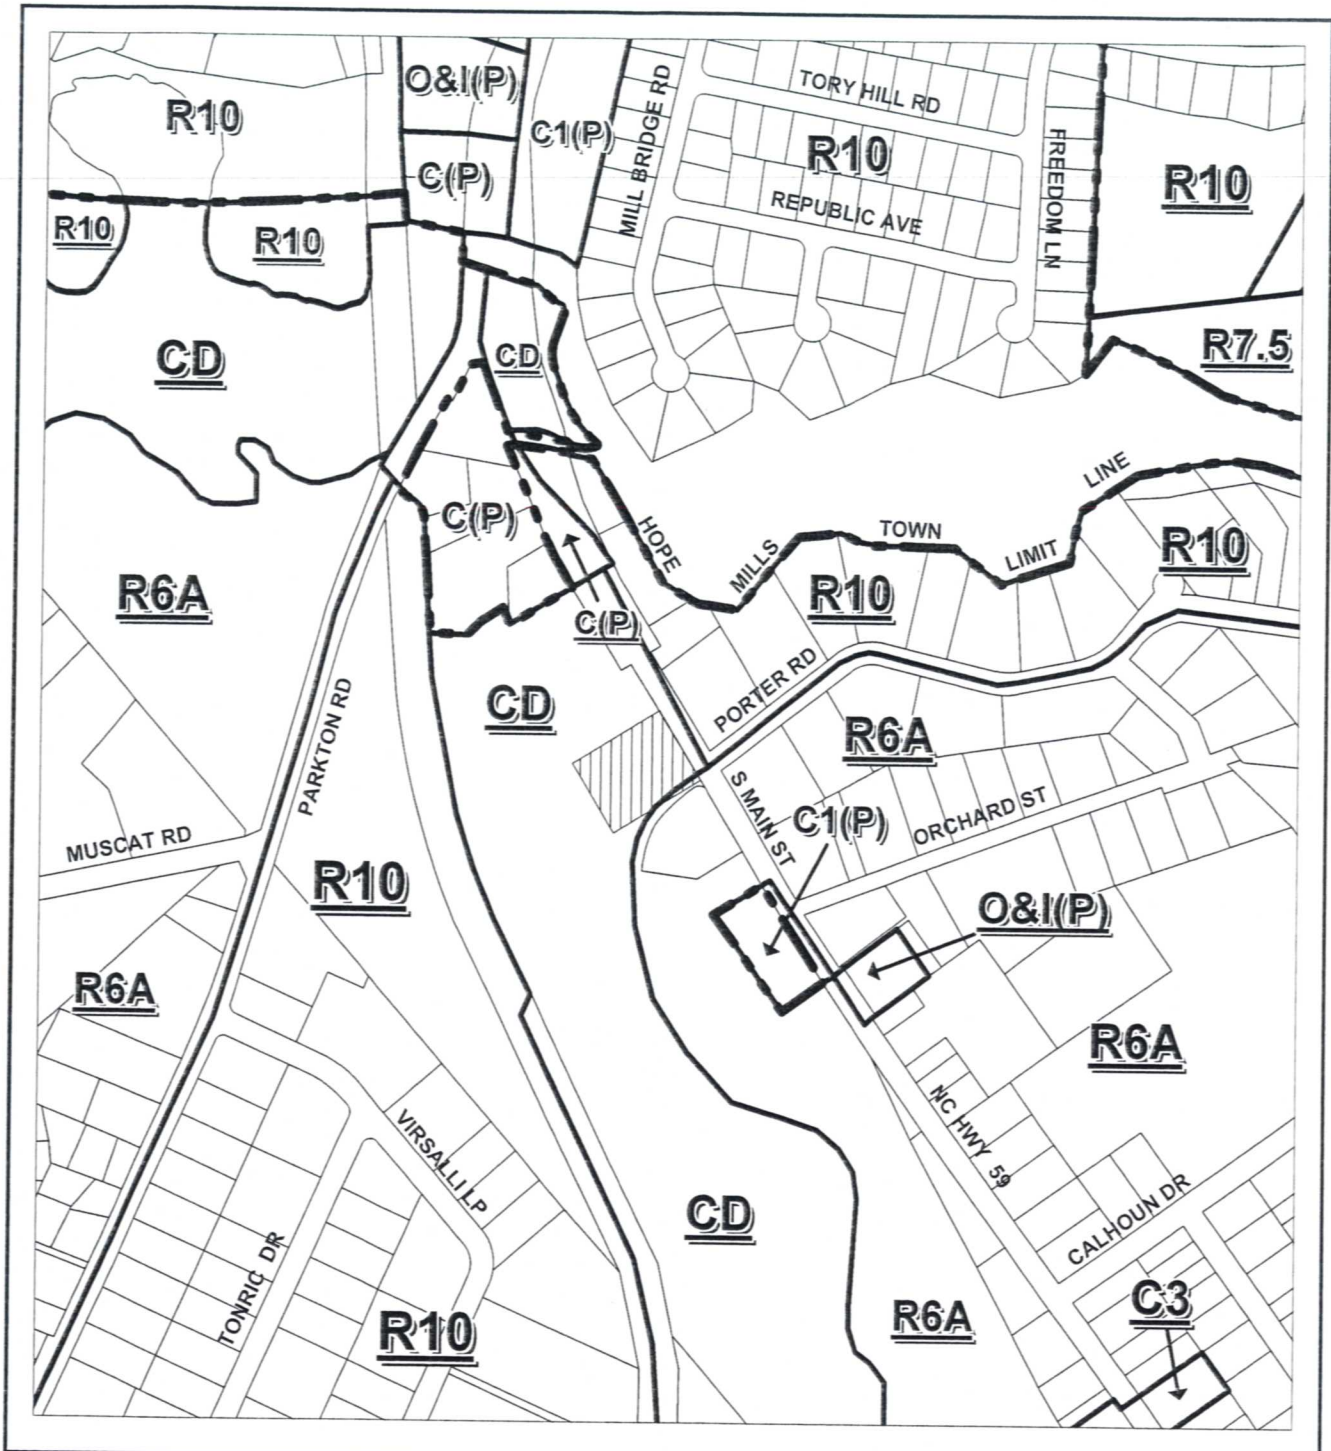 O&I(P)
TORY HILL RD
R10
C1(P)
MILL BRIDGE RD
R10
FREEDOM LN
C(P)
R10
REPUBLIC AVE
R10
R10
CD
CD
R7.5
LINE
C(P)
HOPE
MILLS
TOWN
LIMIT
R10
R6A
R10
C(P)
PORTER RD
CD
R6A
PARKTON RD
S MAIN ST
C1(P)
ORCHARD ST
MUSCAT RD
R10
O&I(P)
R6A
R6A
NC HWY 59
VIRSALLI LP
CALHOUN DR
CD
TONRIC DR
C3
R10
R6A